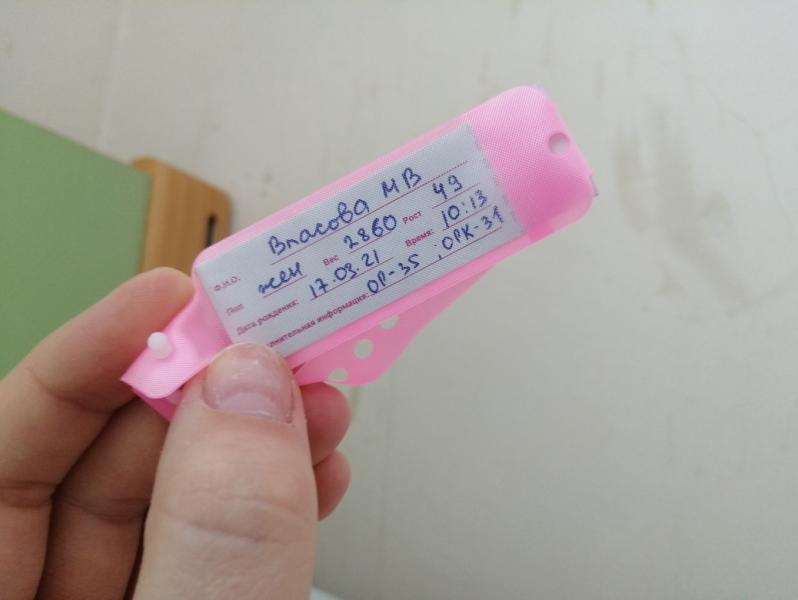 Ф.И.О. Власова МВ
Пол жен Вес 2860 Рост 49
Дата рождения: 17.03.21 Время: 10:13
информация: ОР-35, ОРК-31